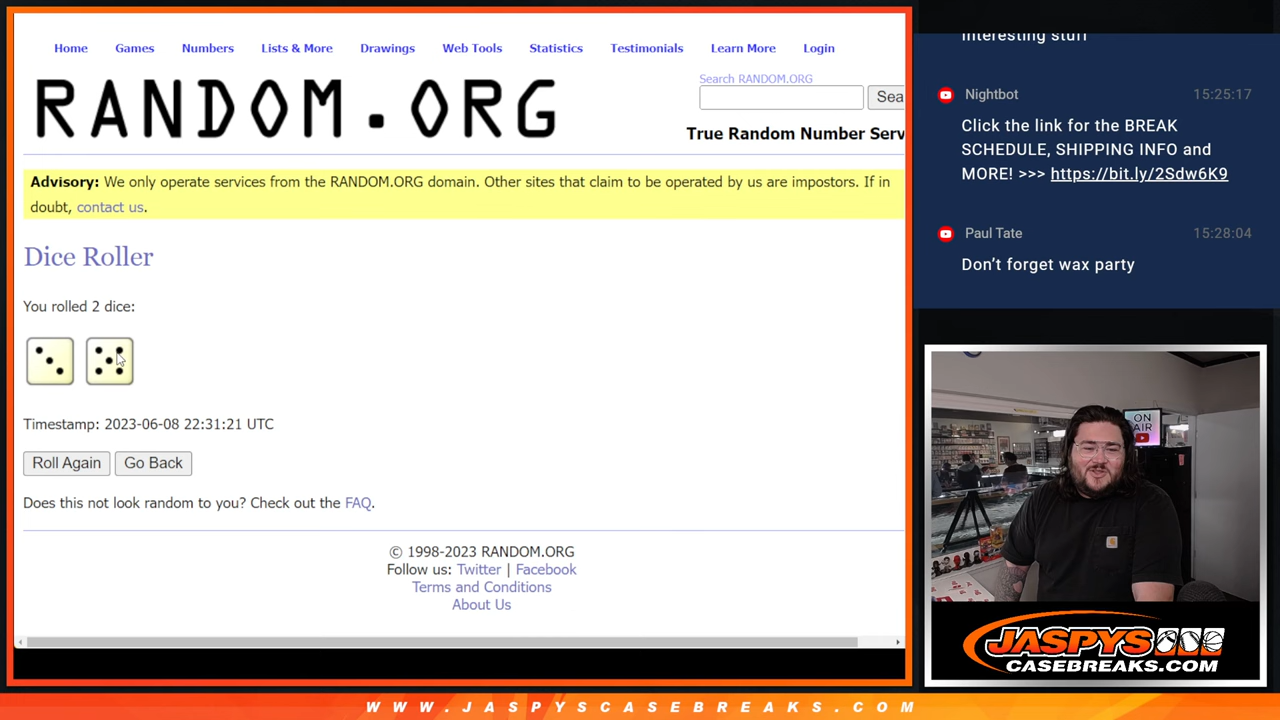 Home Games Numbers Lists & More Drawings Web Tools Statistics Testimonials Learn More Login
RANDOM.ORG
Search RANDOM.ORG
Sea
True Random Number Serv
Advisory: We only operate services from the RANDOM.ORG domain. Other sites that claim to be operated by us are impostors. If in
doubt, contact us.
Dice Roller
You rolled 2 dice:
Timestamp: 2023-06-08 22:31:21 UTC
Roll Again Go Back
Does this not look random to you? Check out the FAQ.
© 1998-2023 RANDOM.ORG
Follow us: Twitter | Facebook
Terms and Conditions
About Us
interesting stuff
Nightbot 15:25:17
Click the link for the BREAK
SCHEDULE, SHIPPING INFO and
MORE! >>> https://bit.ly/2Sdw6K9
Paul Tate 15:28:04
Don’t forget wax party
ON
AIR
JASPYS
CASEBREAKS.COM
WWW.JASPYSCASEBREAKS.COM